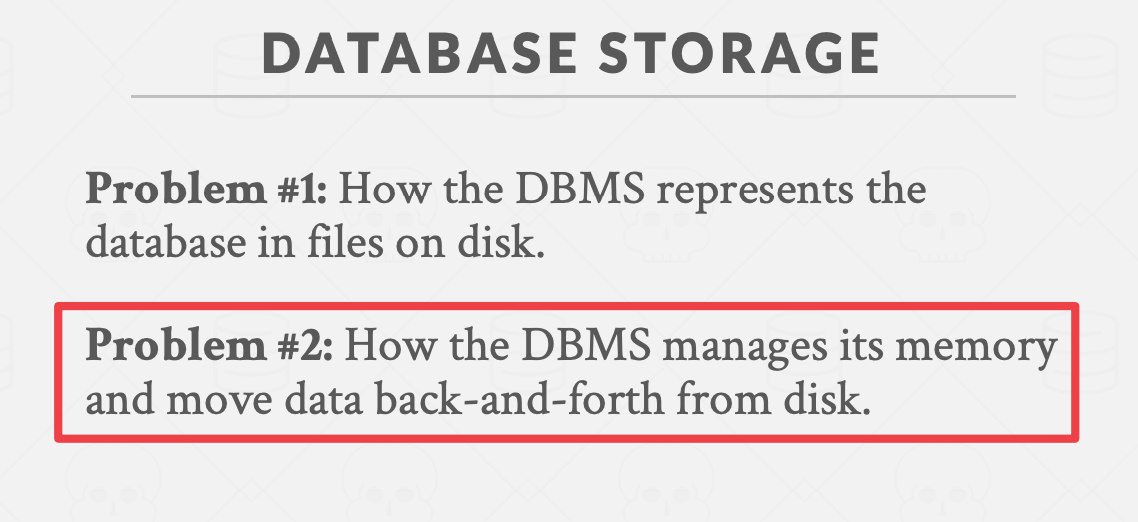 DATABASE STORAGE
Problem #1: How the DBMS represents the
database in files on disk.
Problem #2: How the DBMS manages its memory
and move data back-and-forth from disk.